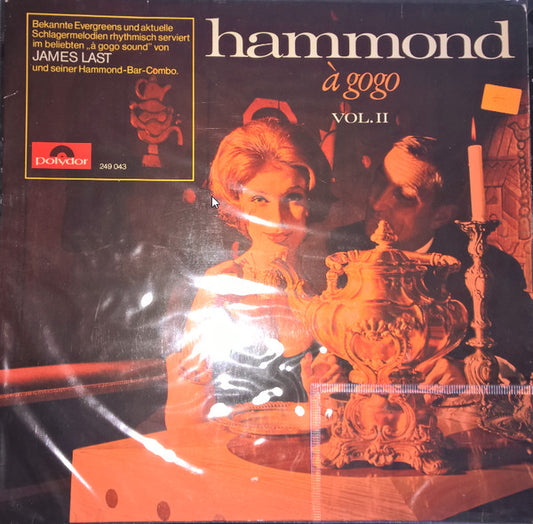 Bekannte Evergreens und aktuelle
Schlagermelodien rhythmisch serviert
im beliebten „à gogo sound" von
JAMES LAST
und seiner Hammond-Bar-Combo.
polydor
249 043
hammond
à gogo
VOL. II